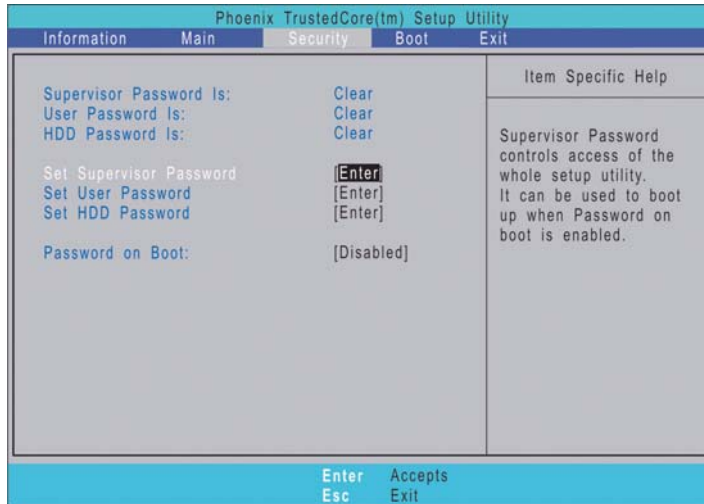 Phoenix TrustedCore(tm) Setup Utility
Information Main Security Boot Exit
Supervisor Password Is: Clear
User Password Is: Clear
HDD Password Is: Clear
Set Supervisor Password [Enter]
Set User Password [Enter]
Set HDD Password [Enter]
Password on Boot: [Disabled]
Item Specific Help
Supervisor Password
controls access of the
whole setup utility.
It can be used to boot
up when Password on
boot is enabled.
Enter Accepts
Esc Exit